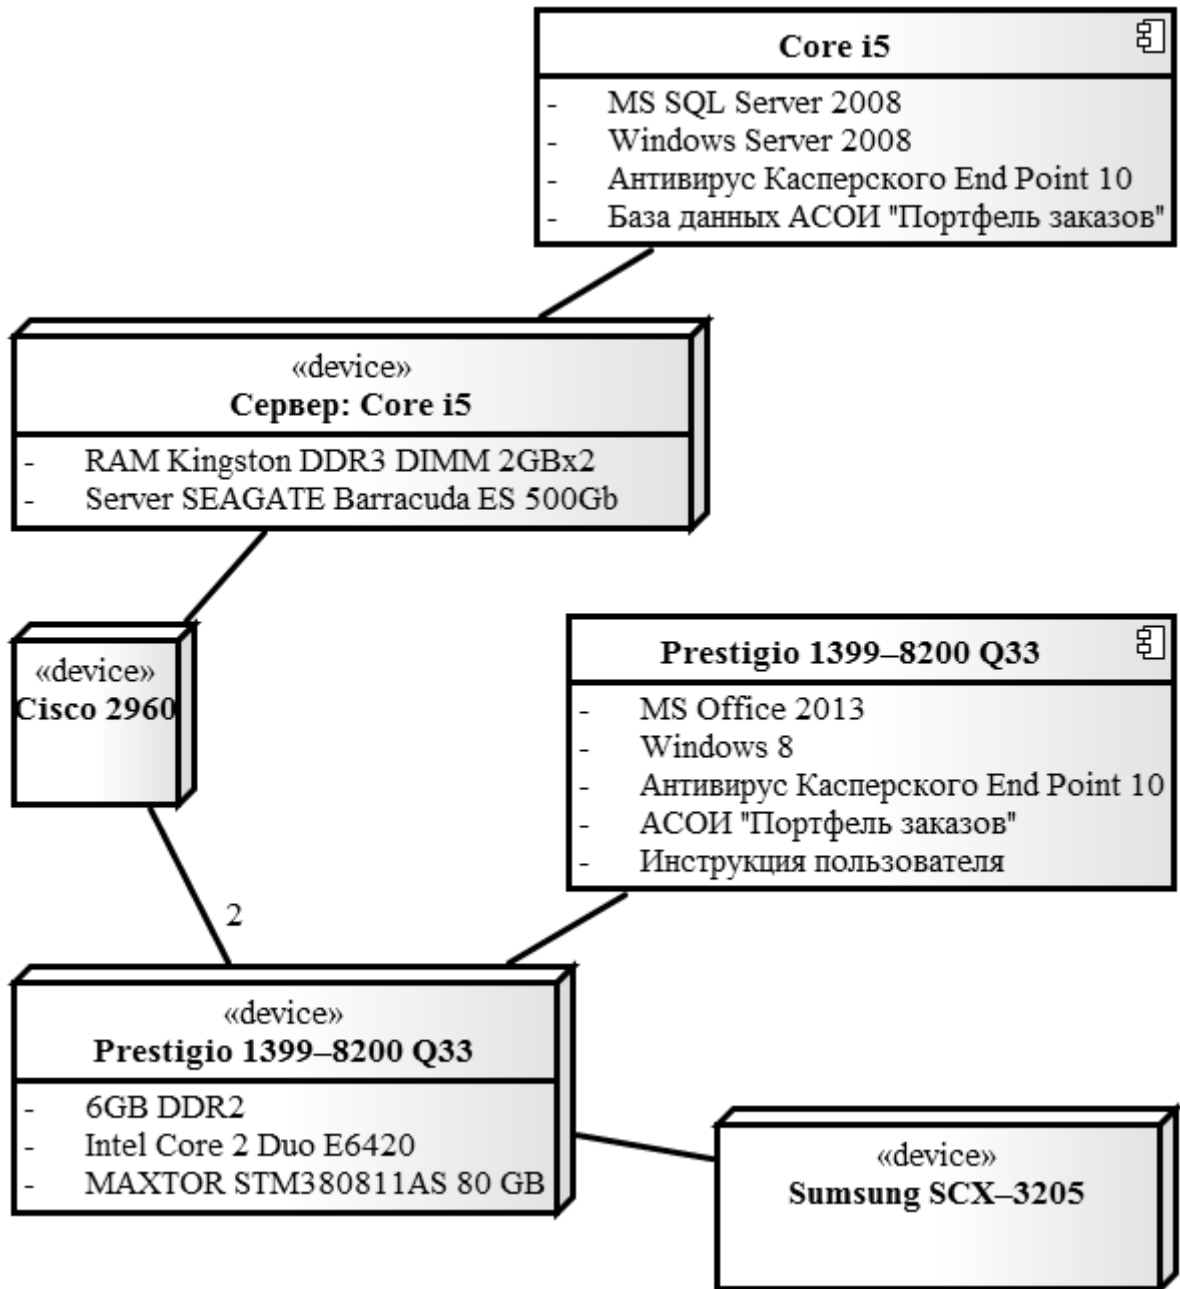 Core i5
- MS SQL Server 2008
- Windows Server 2008
- Антивирус Касперского End Point 10
- База данных АСОИ "Портфель заказов"
«device»
Сервер: Core i5
- RAM Kingston DDR3 DIMM 2GBx2
- Server SEAGATE Barracuda ES 500Gb
«device»
Cisco 2960
Prestigio 1399–8200 Q33
- MS Office 2013
- Windows 8
- Антивирус Касперского End Point 10
- АСОИ "Портфель заказов"
- Инструкция пользователя
2
«device»
Prestigio 1399–8200 Q33
- 6GB DDR2
- Intel Core 2 Duo E6420
- MAXTOR STM380811AS 80 GB
«device»
Sumsung SCX–3205